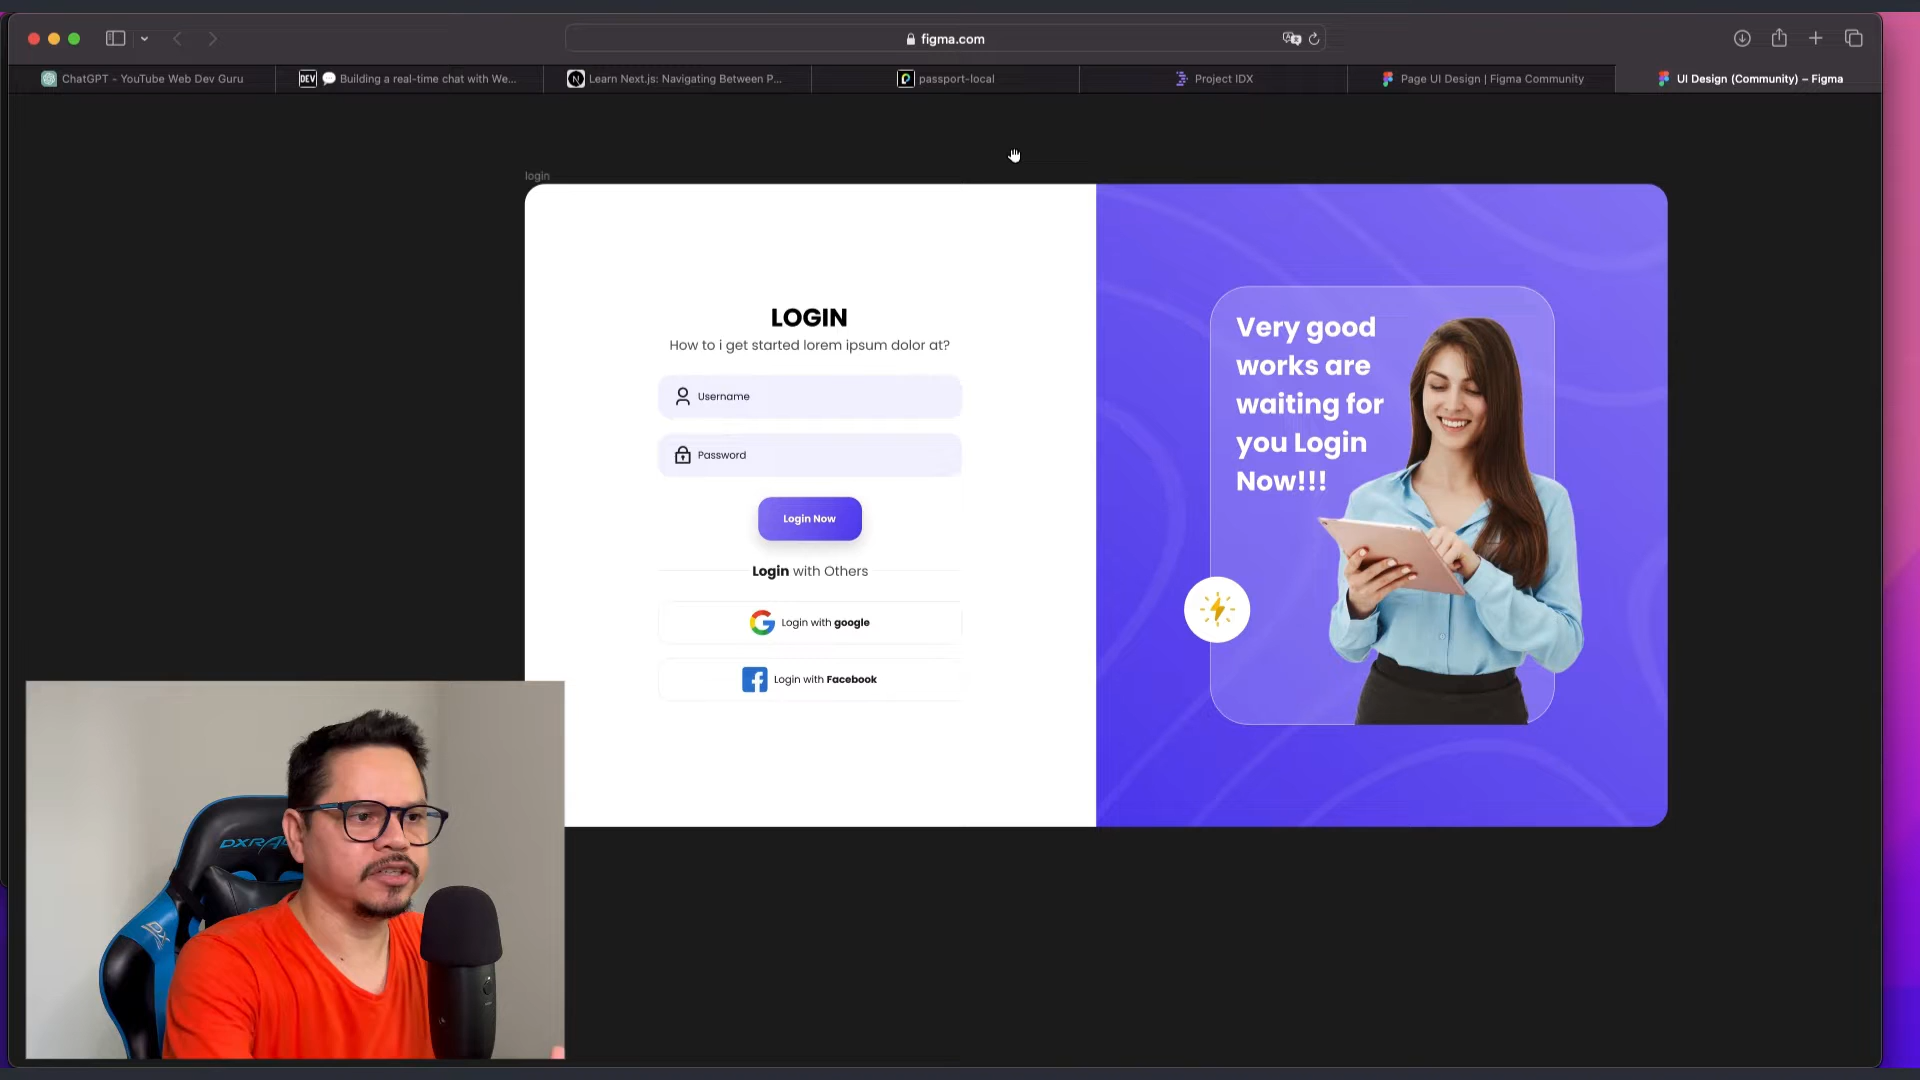 figma.com
ChatGPT - YouTube Web Dev Guru
DEV
Building a real-time chat with We...
N
Learn Next.js: Navigating Between P...
passport-local
Project IDX
Page UI Design | Figma Community
UI Design (Community) – Figma
login
LOGIN
How to i get started lorem ipsum dolor at?
Username
Password
Login Now
Login with Others
Login with google
Login with Facebook
Very good
works are
waiting for
you Login
Now!!!